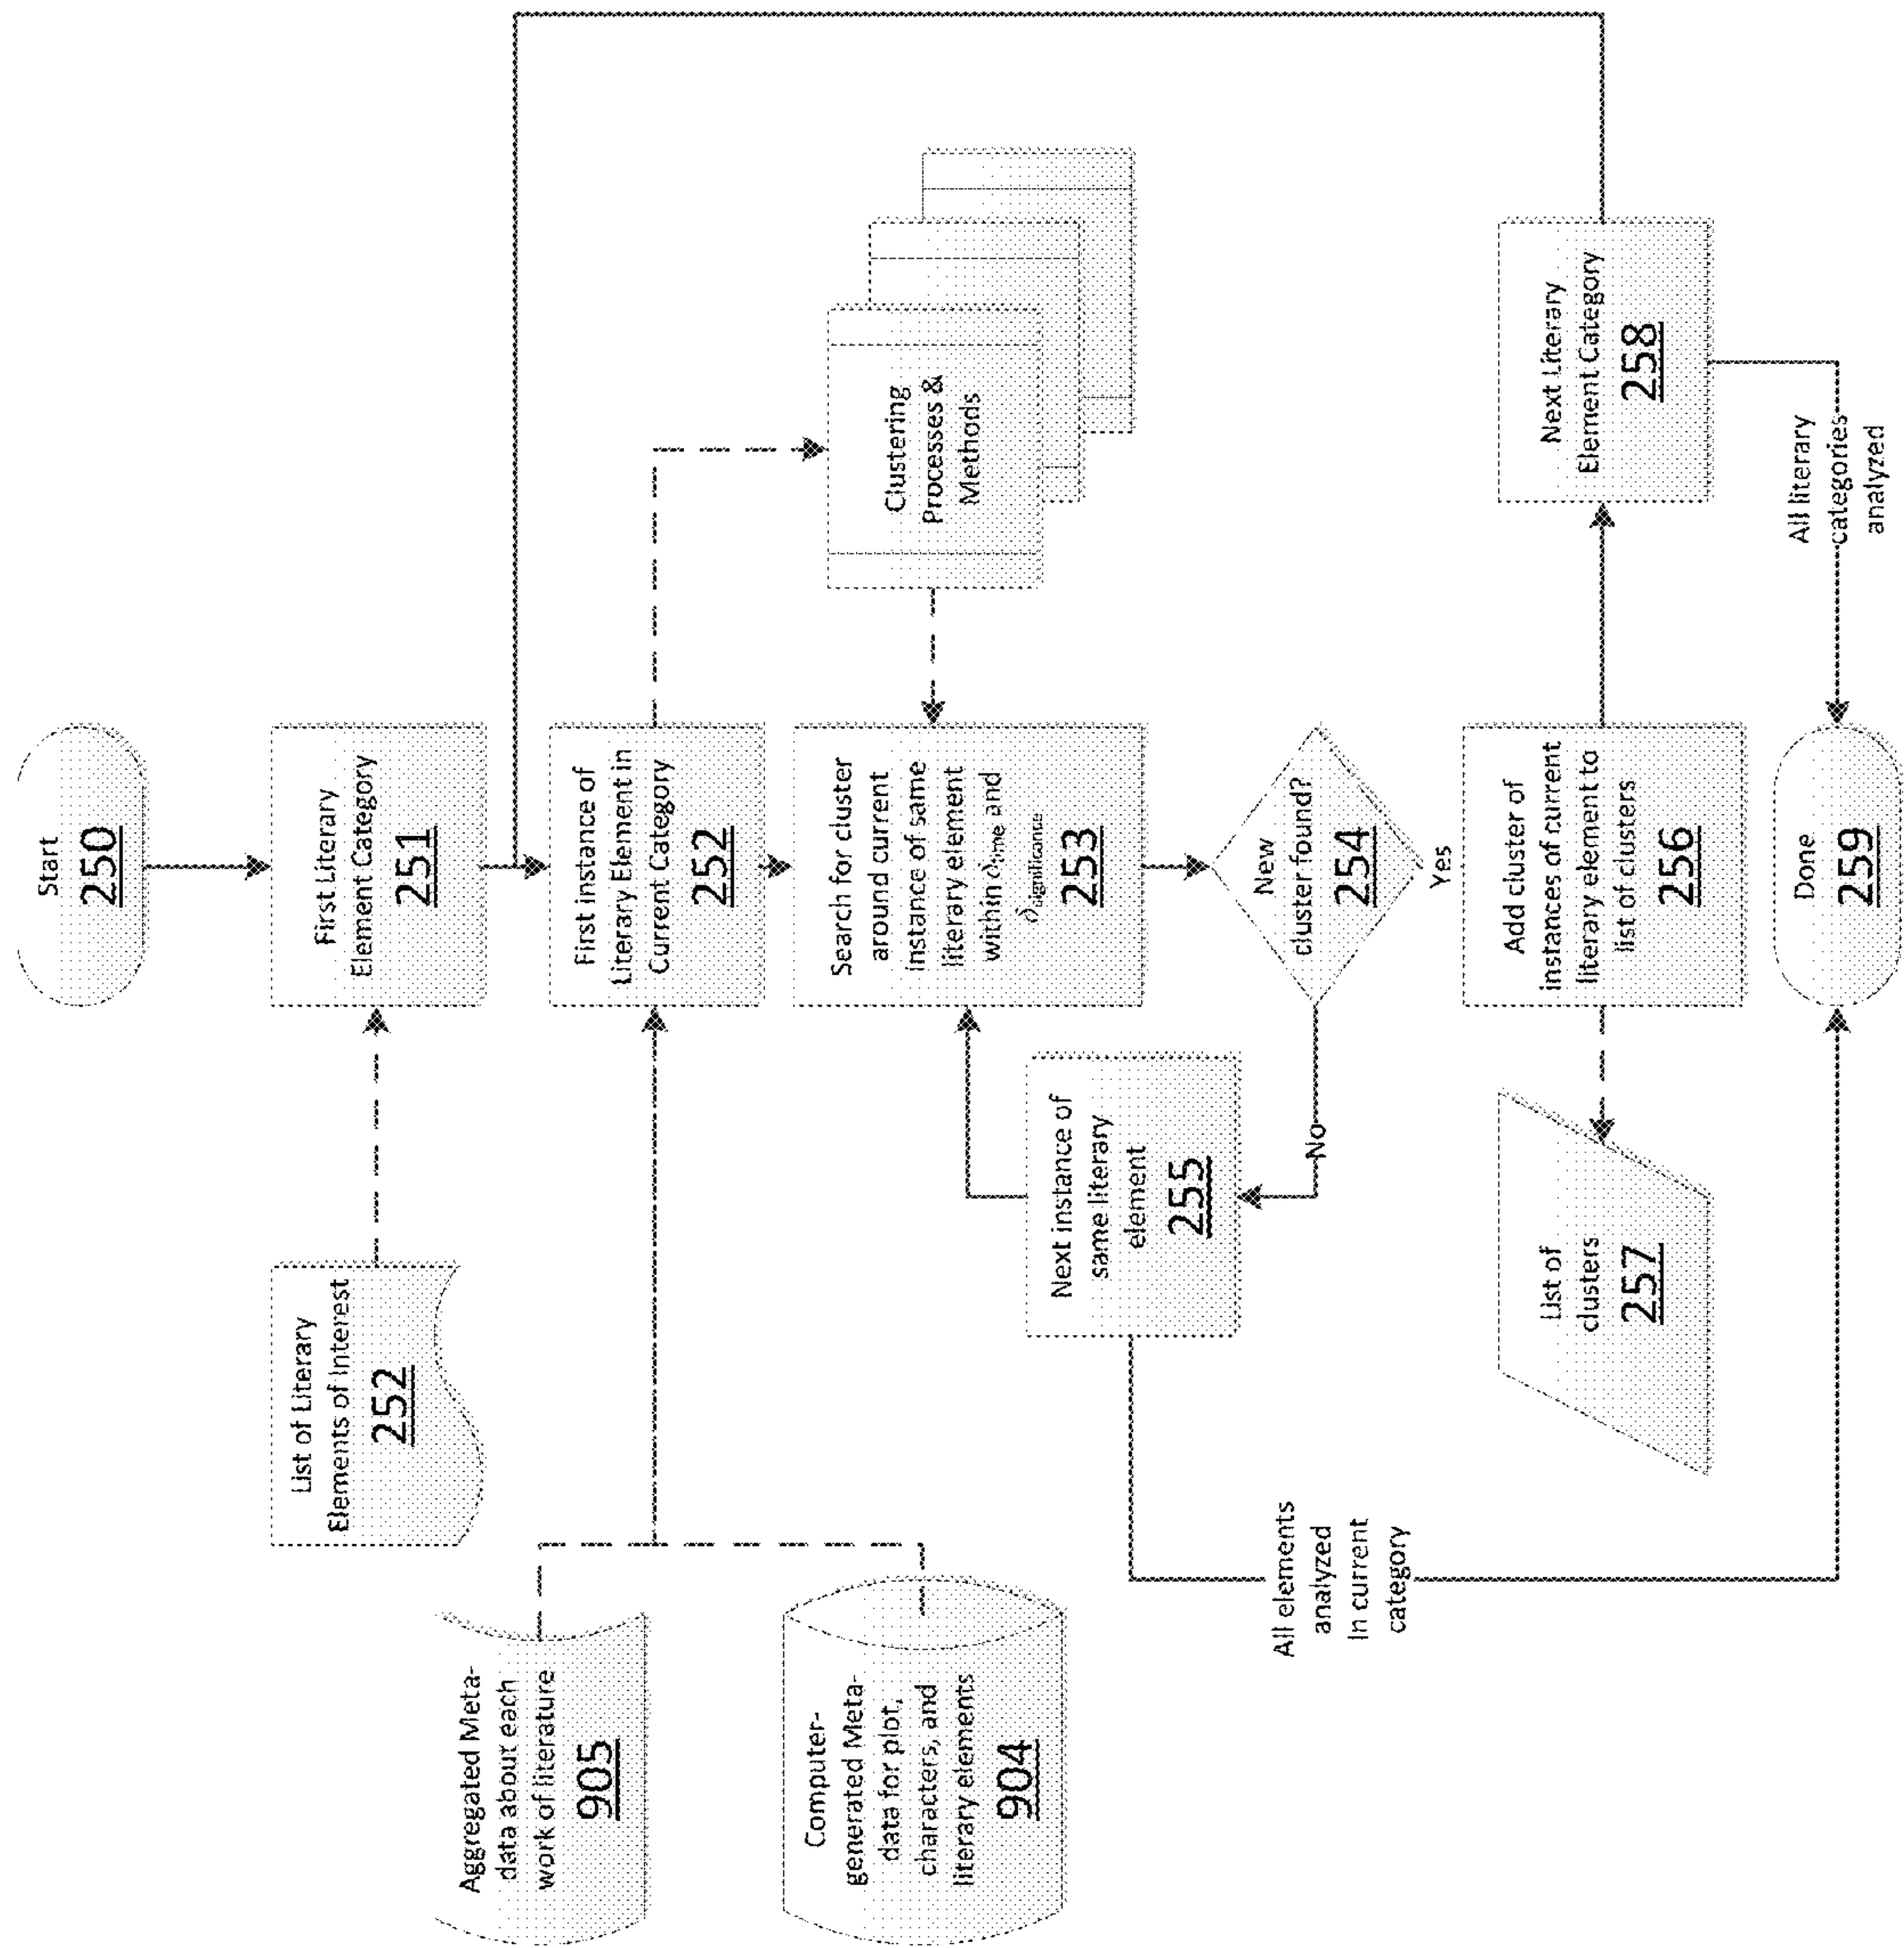 Start
250
First Literary
Element Category
251
List of Literary
Elements of Interest
252
First instance of
Literary Element in
Current Category
252
Aggregated Meta-
data about each
work of literature
905
Computer-
generated Meta-
data for plot,
characters, and
literary elements
904
Clustering
Processes &
Methods
Search for cluster
around current
instance of same
literary element
within δtime and
δsignificance
253
New
cluster found?
254
No
Yes
Next instance of
same literary
element
255
All elements
analyzed
In current
category
Add cluster of
instances of current
literary element to
list of clusters
256
List of
clusters
257
Next Literary
Element Category
258
All literary
categories
analyzed
Done
259